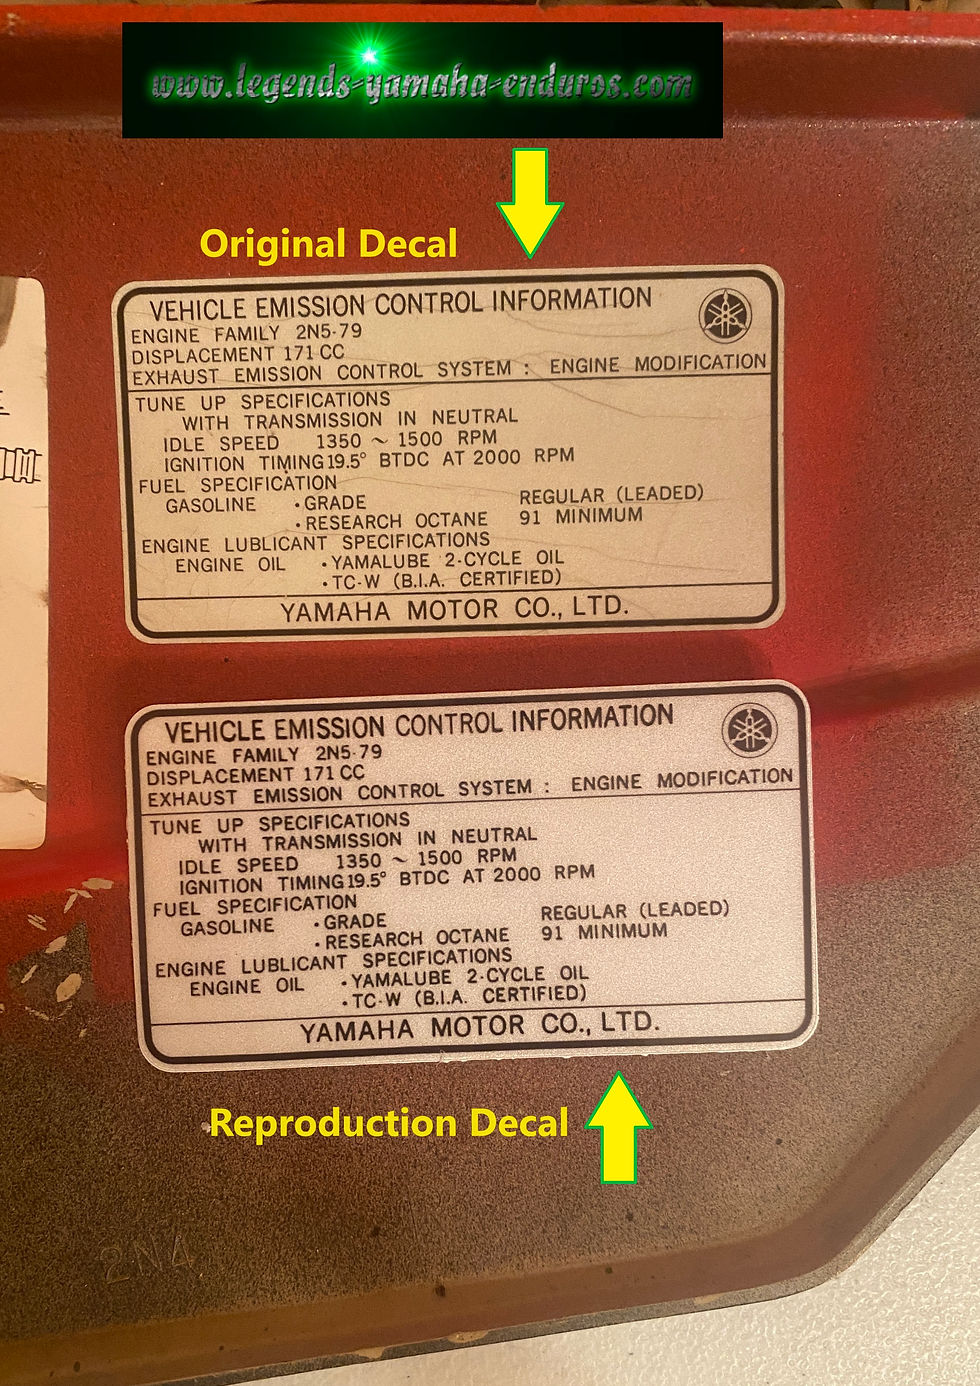 www.legends-yamaha-enduros.com
Original Decal
VEHICLE EMISSION CONTROL INFORMATION
ENGINE FAMILY 2N5-79
DISPLACEMENT 171 CC
EXHAUST EMISSION CONTROL SYSTEM : ENGINE MODIFICATION
TUNE UP SPECIFICATIONS
WITH TRANSMISSION IN NEUTRAL
IDLE SPEED 1350 ~ 1500 RPM
IGNITION TIMING 19.5° BTDC AT 2000 RPM
FUEL SPECIFICATION
GASOLINE ·GRADE REGULAR (LEADED)
·RESEARCH OCTANE 91 MINIMUM
ENGINE LUBLICANT SPECIFICATIONS
ENGINE OIL ·YAMALUBE 2-CYCLE OIL
·TC-W (B.I.A. CERTIFIED)
YAMAHA MOTOR CO., LTD.
VEHICLE EMISSION CONTROL INFORMATION
ENGINE FAMILY 2N5-79
DISPLACEMENT 171 CC
EXHAUST EMISSION CONTROL SYSTEM : ENGINE MODIFICATION
TUNE UP SPECIFICATIONS
WITH TRANSMISSION IN NEUTRAL
IDLE SPEED 1350 ~ 1500 RPM
IGNITION TIMING 19.5° BTDC AT 2000 RPM
FUEL SPECIFICATION
GASOLINE ·GRADE REGULAR (LEADED)
·RESEARCH OCTANE 91 MINIMUM
ENGINE LUBLICANT SPECIFICATIONS
ENGINE OIL ·YAMALUBE 2-CYCLE OIL
·TC-W (B.I.A. CERTIFIED)
YAMAHA MOTOR CO., LTD.
Reproduction Decal
2N4